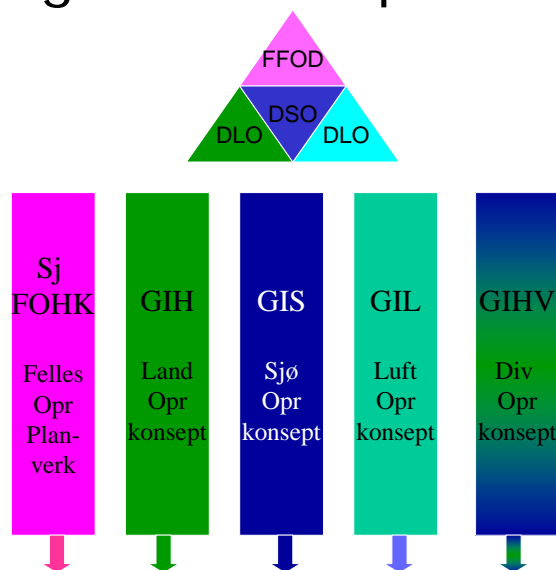 FFOD
DSO
DLO
DLO
Sj
FOHK
Felles
Opr
Plan-
verk
GIH
Land
Opr
konsept
GIS
Sjø
Opr
konsept
GIL
Luft
Opr
konsept
GIHV
Div
Opr
konsept